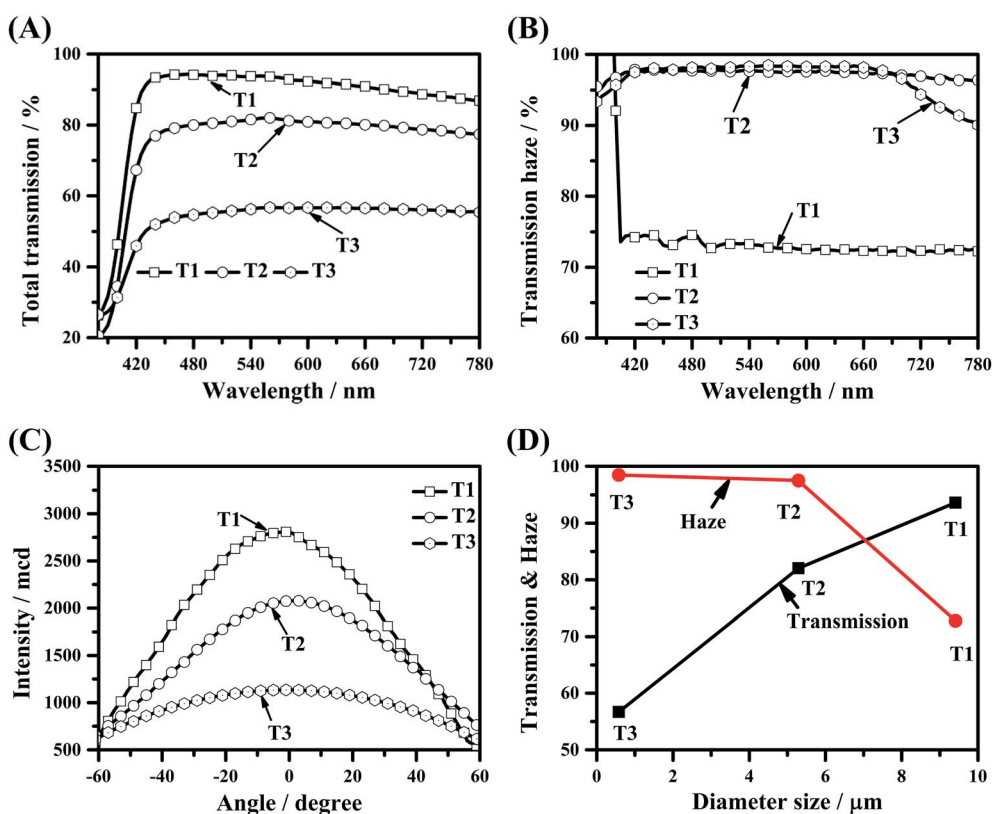 (A)
100
80
60
40
20
Total transmission / %
T1
T2
T3
T1 T2 T3
420 480 540 600 660 720 780
Wavelength / nm
(B)
100
90
80
70
60
Transmission haze / %
T2
T3
T1
T1
T2
T3
420 480 540 600 660 720 780
Wavelength / nm
(C)
3500
3000
2500
2000
1500
1000
500
Intensity / mcd
T1
T2
T3
T1
T2
T3
-60 -40 -20 0 20 40 60
Angle / degree
(D)
100
90
80
70
60
50
Transmission & Haze
T3
Haze
T2
T1
T2
Transmission
T1
T3
0 2 4 6 8 10
Diameter size / μm